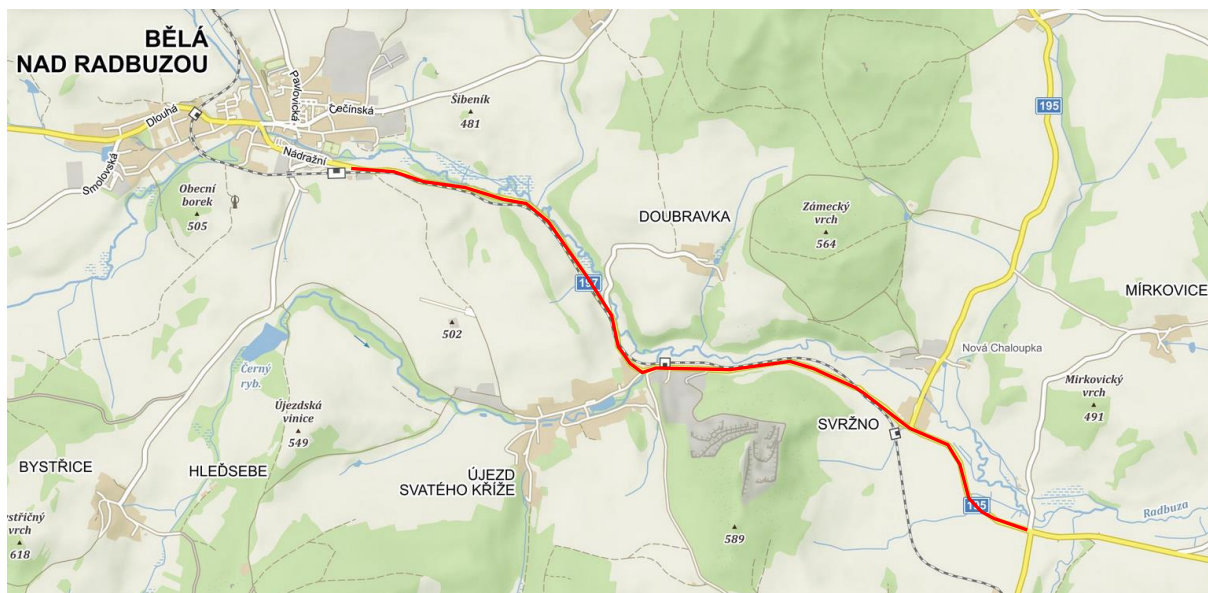 BĚLÁ
NAD RADBUZOU
Pavlovická
Čečínská
Dlouhá
Šibeník
481
195
Nádražní
Smolovská
Obecní
borek
505
DOUBRAVKA
Zámecký
vrch
564
197
MÍRKOVICE
502
Nová Chaloupka
Černý
ryb.
Mirkovický
vrch
491
Újezdská
vinice
549
SVRŽNO
BYSTŘICE
HLEĎSEBE
ÚJEZD
SVATÉHO KŘÍŽE
195
Radbuza
ystřičný
vrch
618
589